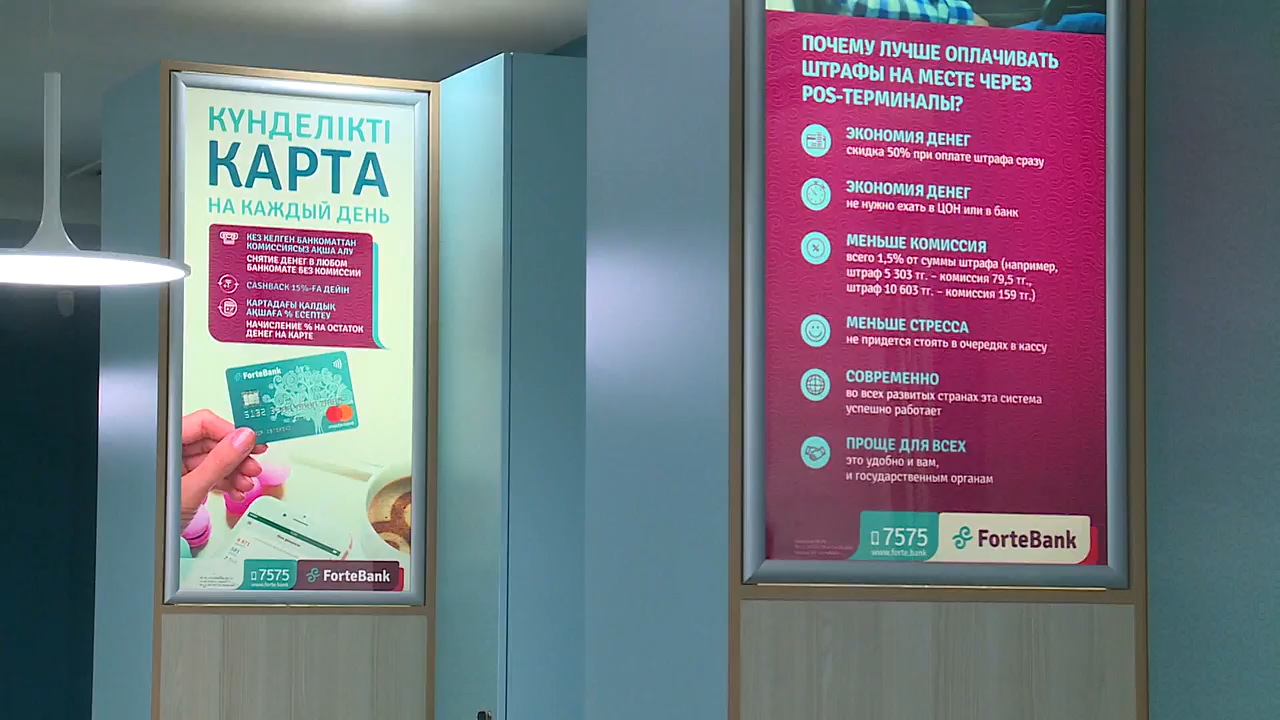 КҮНДЕЛІКТІ
КАРТА
НА КАЖДЫЙ ДЕНЬ
КЕЗ КЕЛГЕН БАНКОМАТТАН
КОМИССИЯСЫЗ АҚША АЛУ
СНЯТИЕ ДЕНЕГ В ЛЮБОМ
БАНКОМАТЕ БЕЗ КОМИССИИ
CASHBACK 15%-ҒА ДЕЙІН
КАРТАДАҒЫ ҚАЛДЫҚ
АҚШАҒА % ЕСЕПТЕУ
НАЧИСЛЕНИЕ % НА ОСТАТОК
ДЕНЕГ НА КАРТЕ
ForteBank
5132
7575
www.forte.bank
ForteBank
ПОЧЕМУ ЛУЧШЕ ОПЛАЧИВАТЬ
ШТРАФЫ НА МЕСТЕ ЧЕРЕЗ
POS-ТЕРМИНАЛЫ?
ЭКОНОМИЯ ДЕНЕГ
скидка 50% при оплате штрафа сразу
ЭКОНОМИЯ ДЕНЕГ
не нужно ехать в ЦОН или в банк
МЕНЬШЕ КОМИССИЯ
всего 1,5% от суммы штрафа (например,
штраф 5 303 тг. – комиссия 79,5 тг.,
штраф 10 603 тг. – комиссия 159 тг.)
МЕНЬШЕ СТРЕССА
не придется стоять в очередях в кассу
СОВРЕМЕННО
во всех развитых странах эта система
успешно работает
ПРОЩЕ ДЛЯ ВСЕХ
это удобно и вам,
и государственным органам
7575
www.forte.bank
ForteBank